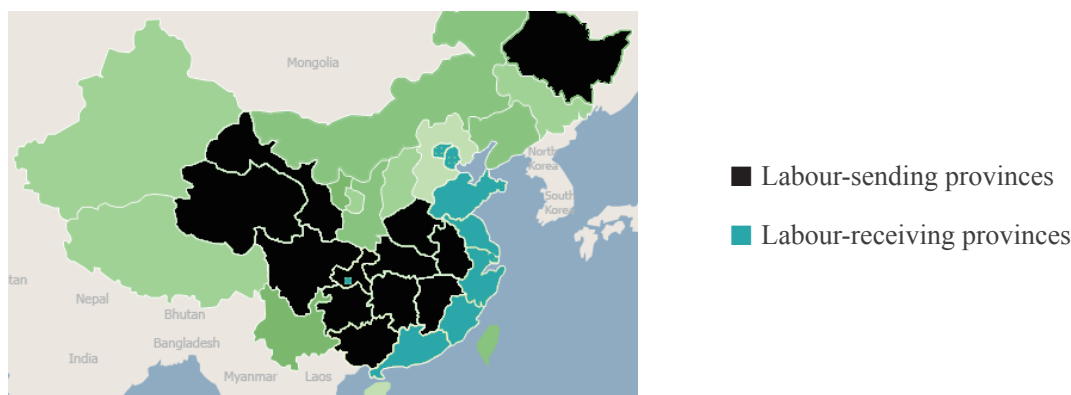 Mongolia
North
Korea
South
Korea
tan
Nepal
Bhutan
Bangladesh
India
Myanmar
Laos
Labour-sending provinces
Labour-receiving provinces